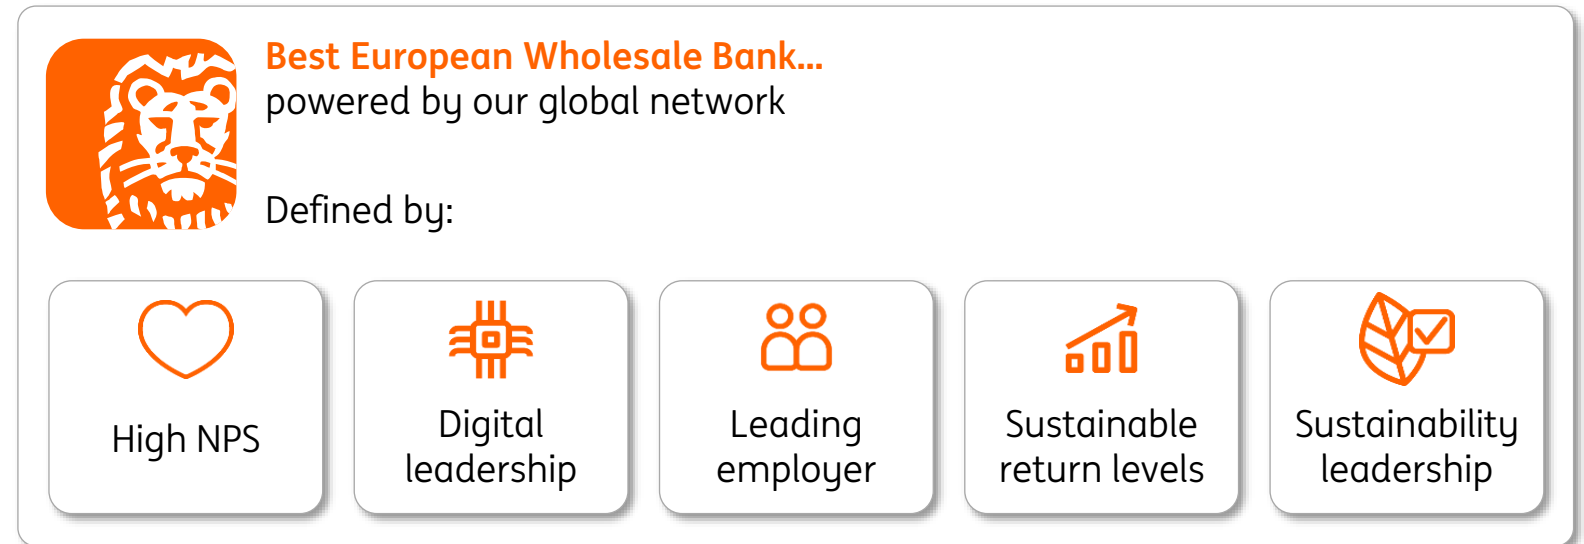 Best European Wholesale Bank...
powered by our global network
Defined by:
High NPS
Digital
leadership
Leading
employer
Sustainable
return levels
Sustainability
leadership